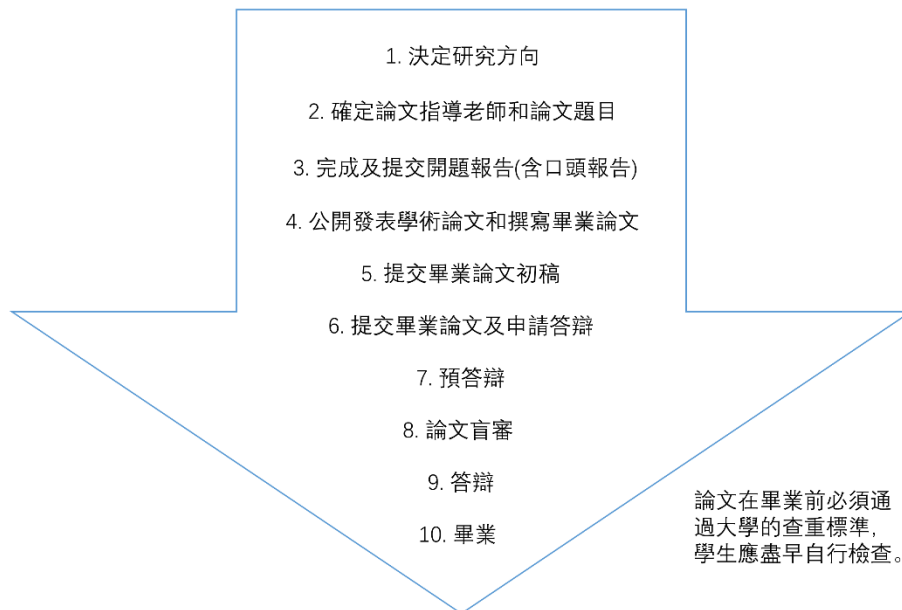 1. 決定研究方向
2. 確定論文指導老師和論文題目
3. 完成及提交開題報告(含口頭報告)
4. 公開發表學術論文和撰寫畢業論文
5. 提交畢業論文初稿
6. 提交畢業論文及申請答辯
7. 預答辯
8. 論文盲審
9. 答辯
10. 畢業
論文在畢業前必須通
過大學的查重標準，
學生應盡早自行檢查。